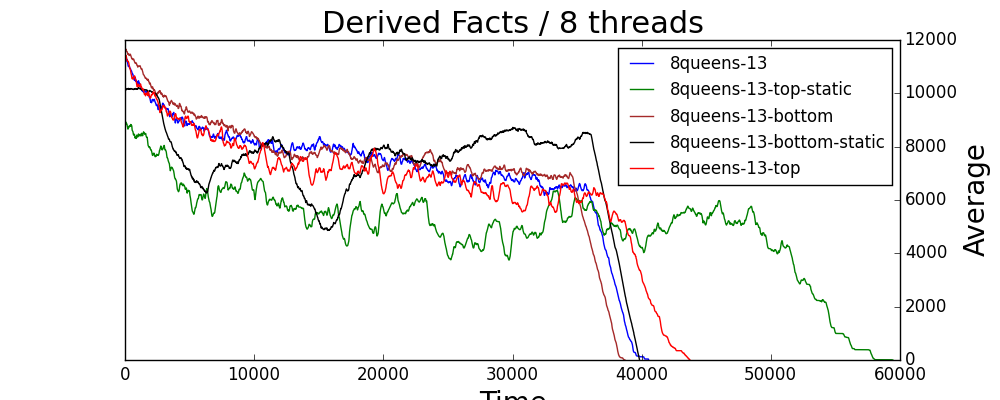 Derived Facts / 8 threads
8queens-13
8queens-13-top-static
8queens-13-bottom
8queens-13-bottom-static
8queens-13-top
12000
10000
8000
6000
4000
2000
0
Average
0 10000 20000 30000 40000 50000 60000
Time